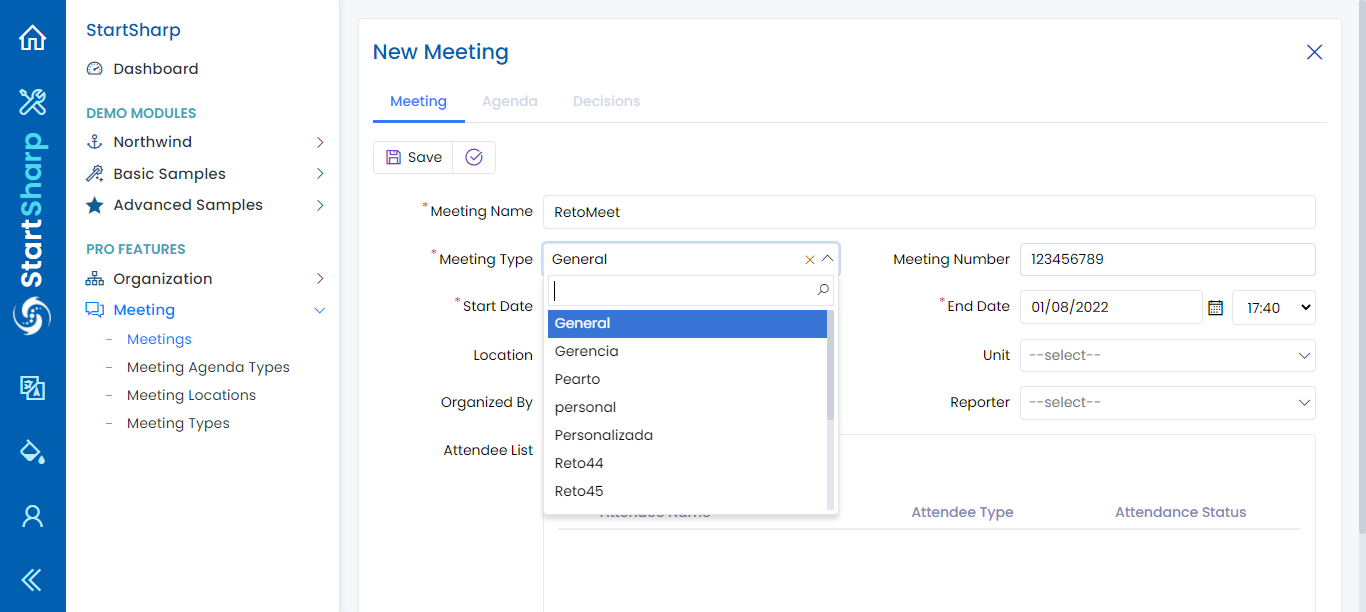 StartSharp
StartSharp
Dashboard
DEMO MODULES
Northwind
Basic Samples
Advanced Samples
PRO FEATURES
Organization
Meeting
– Meetings
– Meeting Agenda Types
– Meeting Locations
– Meeting Types
New Meeting
Meeting Agenda Decisions
Save
*Meeting Name RetoMeet
*Meeting Type General Meeting Number 123456789
*Start Date *End Date 01/08/2022 17:40
Location Unit --select--
Organized By Reporter --select--
Attendee List
General
Gerencia
Pearto
personal
Personalizada
Reto44
Reto45
Attendee Name Attendee Type Attendance Status